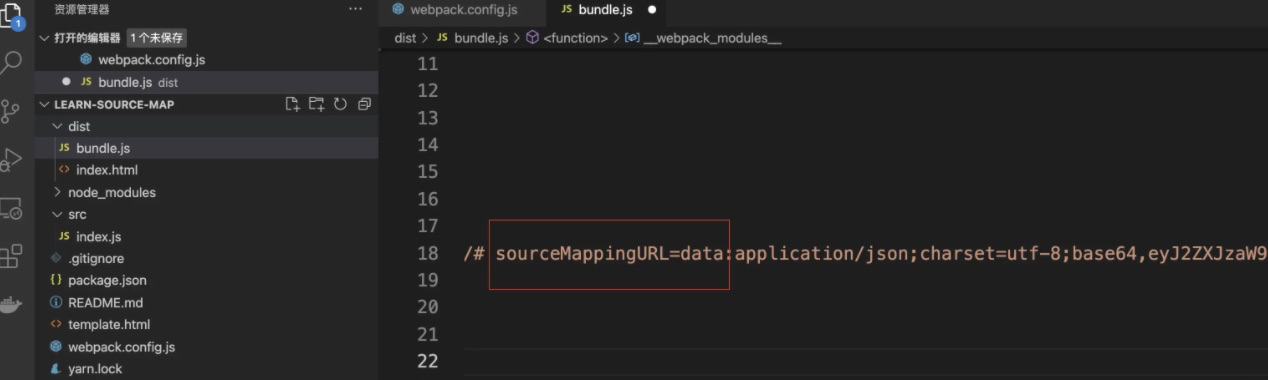 资源管理器 ...
打开的编辑器 1 个未保存
webpack.config.js
JS bundle.js dist
LEARN-SOURCE-MAP
dist
JS bundle.js
<> index.html
node_modules
src
JS index.js
.gitignore
{} package.json
README.md
<> template.html
webpack.config.js
yarn.lock
1
webpack.config.js JS bundle.js
dist > JS bundle.js > <function> > __webpack_modules__
11
12
13
14
15
16
17
18 /# sourceMappingURL=data:application/json;charset=utf-8;base64,eyJ2ZXJzaW9
19
20
21
22